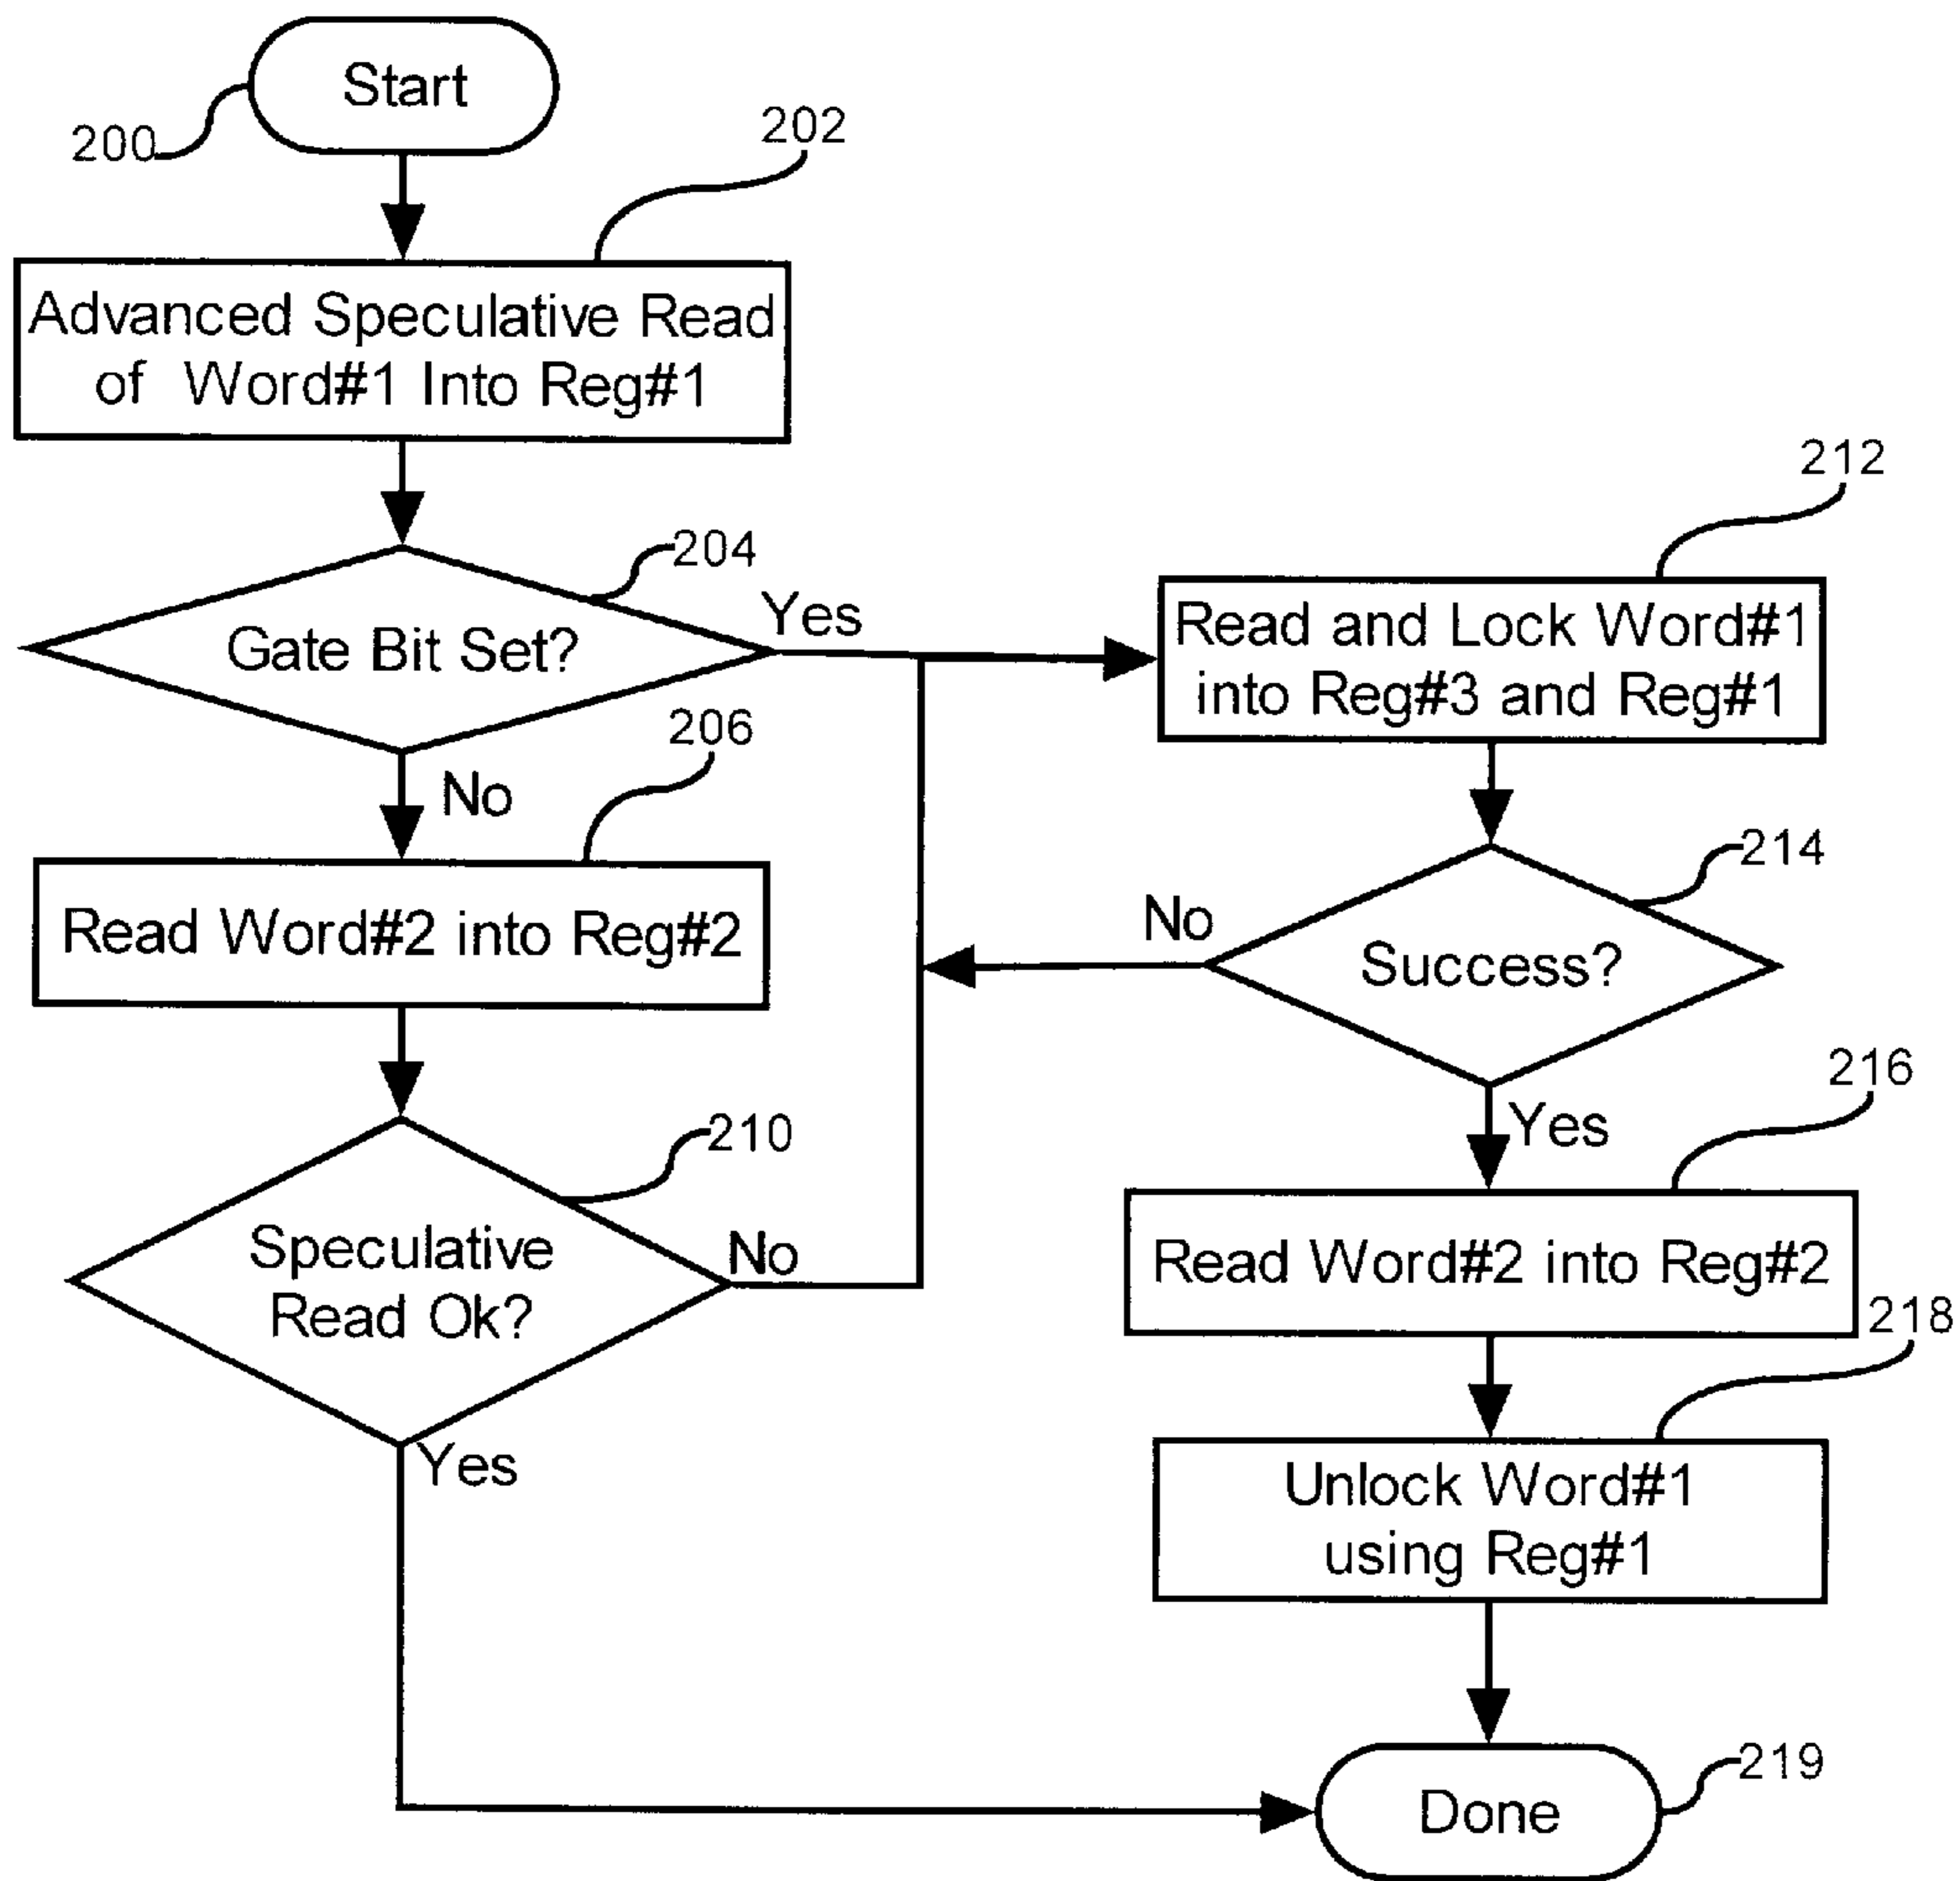 Start
200
202
Advanced Speculative Read
of Word#1 Into Reg#1
204
Gate Bit Set?
Yes
No
206
Read Word#2 into Reg#2
210
Speculative
Read Ok?
No
Yes
212
Read and Lock Word#1
into Reg#3 and Reg#1
214
Success?
No
Yes
216
Read Word#2 into Reg#2
218
Unlock Word#1
using Reg#1
Done
219